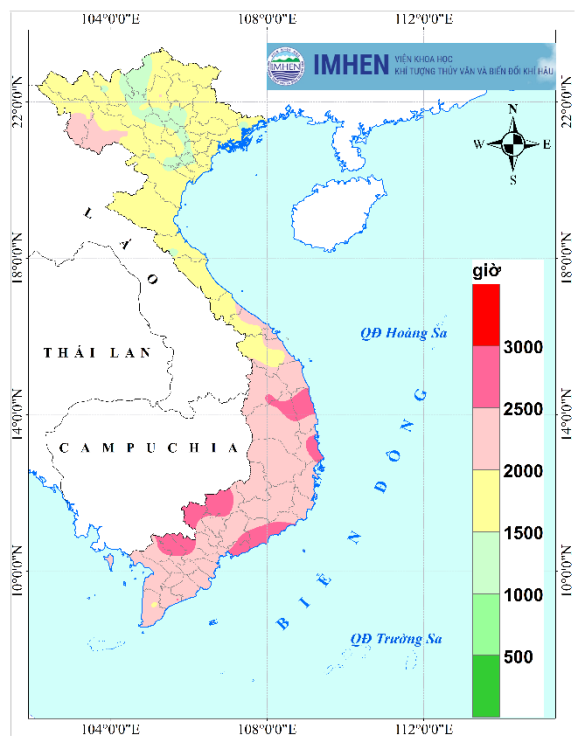 104°0'0"E 108°0'0"E 112°0'0"E
IMHEN VIỆN KHOA HỌC
KHÍ TƯỢNG THỦY VĂN VÀ BIẾN ĐỔI KHÍ HẬU
22°0'0"N
22°0'0"N
N
W E
S
LÀO
18°0'0"N
18°0'0"N
giờ
QĐ Hoàng Sa
3000
THÁI LAN
2500
14°0'0"N
14°0'0"N
CAMPUCHIA
BIỂN ĐÔNG
2000
1500
10°0'0"N
10°0'0"N
1000
QĐ Trường Sa
500
104°0'0"E 108°0'0"E 112°0'0"E